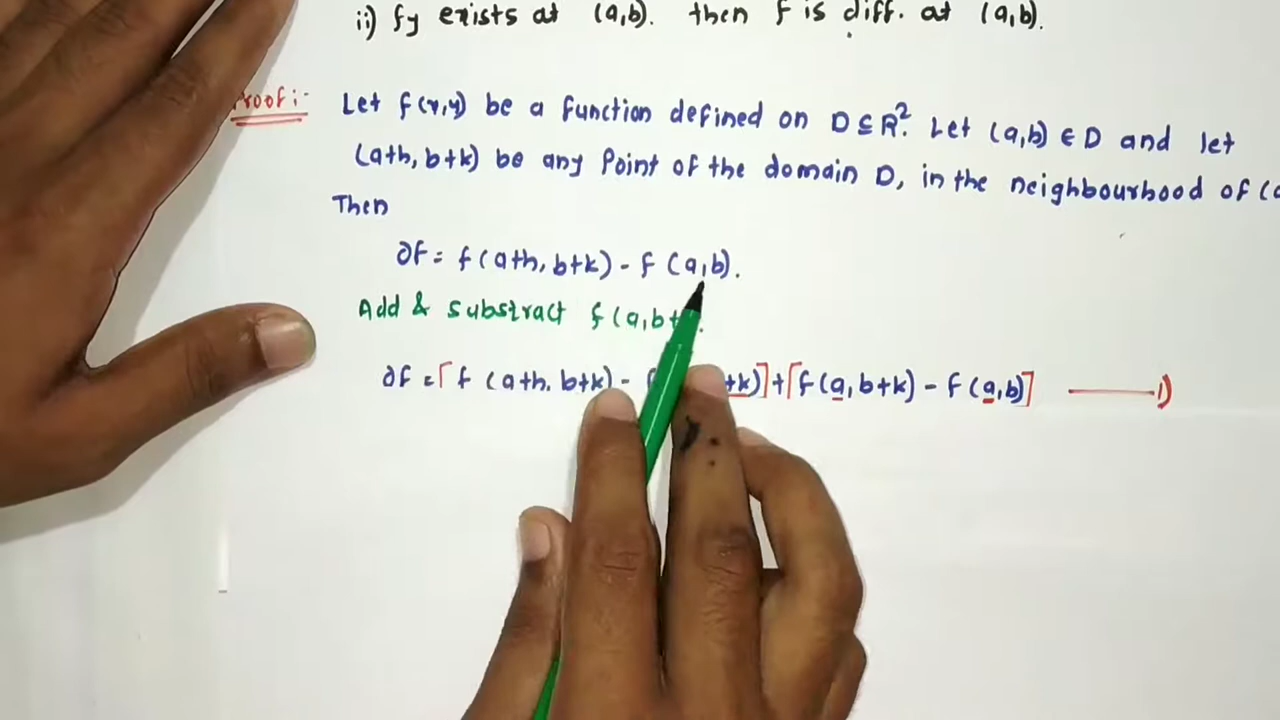 ii) fy exists at (a,b). then f is diff. at (a,b).
Proof:- Let f(x,y) be a function defined on D⊆R². Let (a,b) ∈ D and let
(a+h, b+k) be any Point of the domain D, in the neighbourhood of (a
Then
∂f = f(a+h, b+k) - f (a,b).
Add & substract f(a,b+
∂f = [f (a+h. b+k) - f +k)] + [f(a, b+k) - f(a,b)] ——— 1)